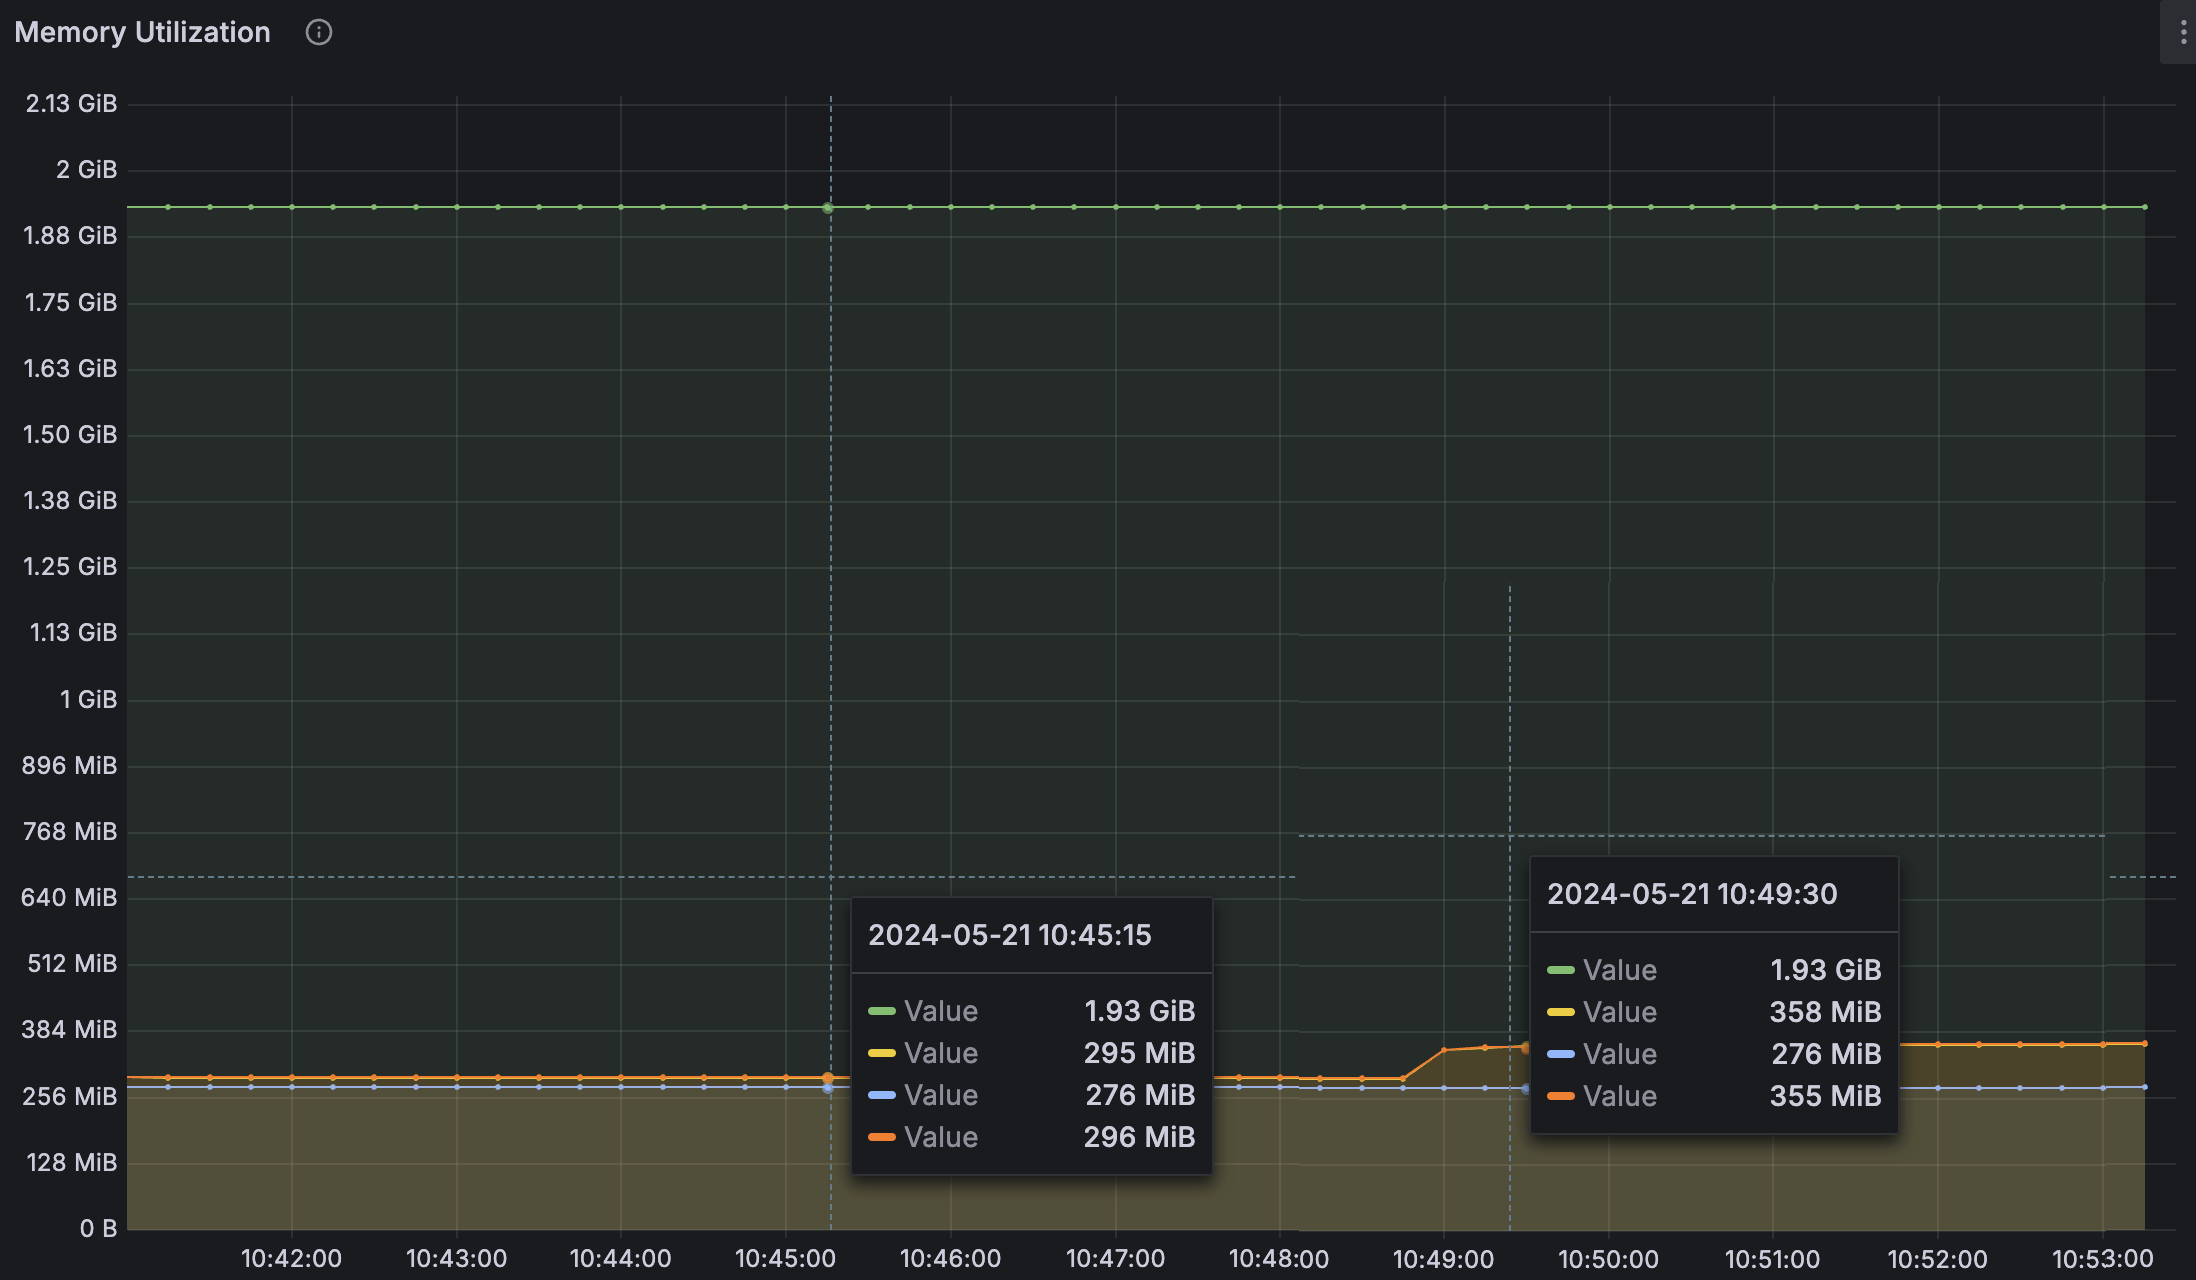 Memory Utilization
2.13 GiB
2 GiB
1.88 GiB
1.75 GiB
1.63 GiB
1.50 GiB
1.38 GiB
1.25 GiB
1.13 GiB
1 GiB
896 MiB
768 MiB
640 MiB
512 MiB
384 MiB
256 MiB
128 MiB
0 B
2024-05-21 10:45:15
Value 1.93 GiB
Value 295 MiB
Value 276 MiB
Value 296 MiB
2024-05-21 10:49:30
Value 1.93 GiB
Value 358 MiB
Value 276 MiB
Value 355 MiB
10:42:00 10:43:00 10:44:00 10:45:00 10:46:00 10:47:00 10:48:00 10:49:00 10:50:00 10:51:00 10:52:00 10:53:00